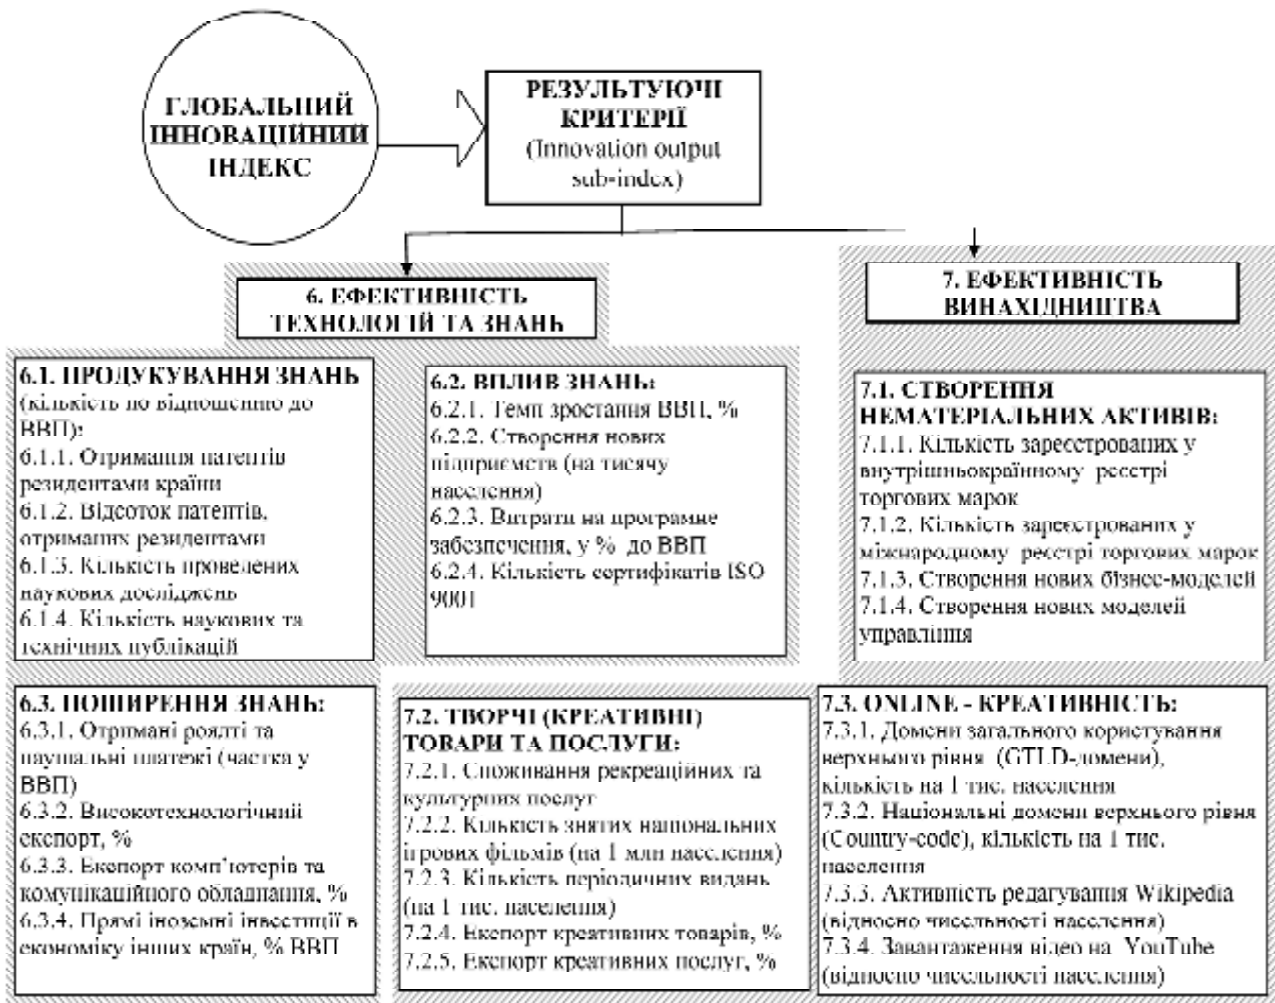 ГЛОБАЛЬНИЙ
ІННОВАЦІЙНИЙ
ІНДЕКС
РЕЗУЛЬТУЮЧІ
КРИТЕРІЇ
(Innovation output
sub-index)
6. ЕФЕКТИВНІСТЬ
ТЕХНОЛОГІЙ ТА ЗНАНЬ
7. ЕФЕКТИВНІСТЬ
ВИНАХІДНИЦТВА
6.1. ПРОДУКУВАННЯ ЗНАНЬ
(кількість по відношенню до
ВВП):
6.1.1. Отримання патентів
резидентами країни
6.1.2. Відсоток патентів,
отриманих резидентами
6.1.3. Кількість проведених
наукових досліджень
6.1.4. Кількість наукових та
технічних публікацій
6.2. ВПЛИВ ЗНАНЬ:
6.2.1. Темп зростання ВВП, %
6.2.2. Створення нових
підприємств (на тисячу
населення)
6.2.3. Витрати на програмне
забезпечення, у % до ВВП
6.2.4. Кількість сертифікатів ISO
9001
7.1. СТВОРЕННЯ
НЕМАТЕРІАЛЬНИХ АКТИВІВ:
7.1.1. Кількість зареєстрованих у
внутрішньокраїнному реєстрі
торгових марок
7.1.2. Кількість зареєстрованих у
міжнародному реєстрі торгових марок
7.1.3. Створення нових бізнес-моделей
7.1.4. Створення нових моделей
управління
6.3. ПОШИРЕННЯ ЗНАНЬ:
6.3.1. Отримані роялті та
паушальні платежі (частка у
ВВП)
6.3.2. Високотехнологічний
експорт, %
6.3.3. Експорт комп'ютерів та
комунікаційного обладнання, %
6.3.4. Прямі іноземні інвестиції в
економіку інших країн, % ВВП
7.2. ТВОРЧІ (КРЕАТИВНІ)
ТОВАРИ ТА ПОСЛУГИ:
7.2.1. Споживання рекреаційних та
культурних послуг
7.2.2. Кількість знятих національних
ігрових фільмів (на 1 млн населення)
7.2.3. Кількість періодичних видань
(на 1 тис. населення)
7.2.4. Експорт креативних товарів, %
7.2.5. Експорт креативних послуг, %
7.3. ONLINE - КРЕАТИВНІСТЬ:
7.3.1. Домени загального користування
верхнього рівня (GTLD-домени),
кількість на 1 тис. населення
7.3.2. Національні домени верхнього рівня
(Country-code), кількість на 1 тис.
населення
7.3.3. Активність редагування Wikipedia
(відносно чисельності населення)
7.3.4. Завантаження відео на YouTube
(відносно чисельності населення)